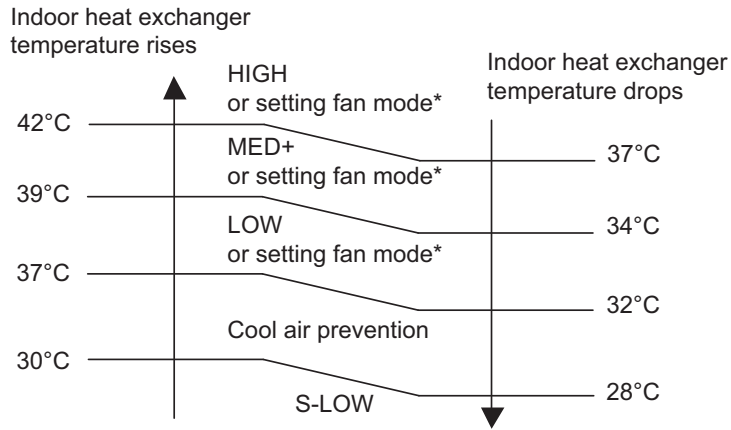 Indoor heat exchanger
temperature rises
Indoor heat exchanger
temperature drops
HIGH
or setting fan mode*
42°C
37°C
MED+
or setting fan mode*
39°C
34°C
LOW
or setting fan mode*
37°C
32°C
Cool air prevention
30°C
28°C
S-LOW